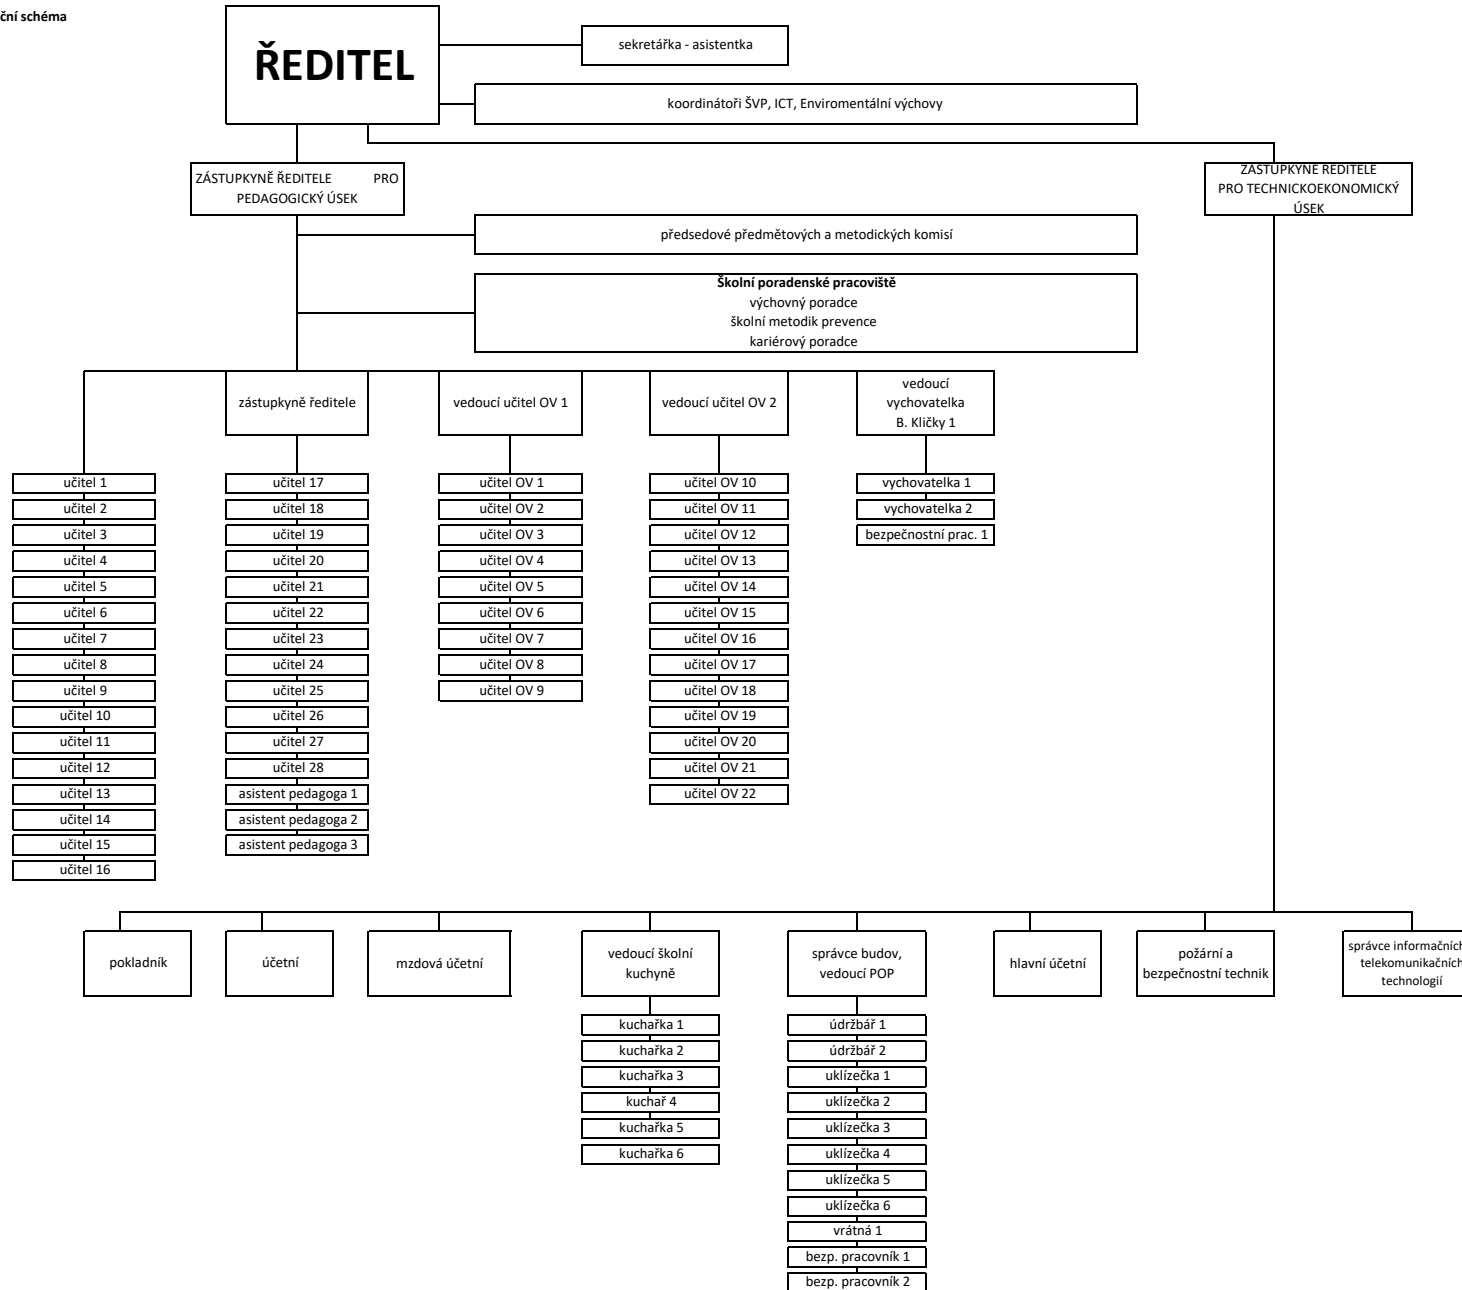 ční schéma
ŘEDITEL
sekretářka - asistentka
koordinátoři ŠVP, ICT, Enviromentální výchovy
ZÁSTUPKYNĚ ŘEDITELE PRO
PEDAGOGICKÝ ÚSEK
ZÁSTUPKYNĚ ŘEDITELE
PRO TECHNICKOEKONOMICKÝ
ÚSEK
předsedové předmětových a metodických komisí
Školní poradenské pracoviště
výchovný poradce
školní metodik prevence
kariérový poradce
zástupkyně ředitele
vedoucí učitel OV 1
vedoucí učitel OV 2
vedoucí
vychovatelka
B. Kličky 1
učitel 1
učitel 2
učitel 3
učitel 4
učitel 5
učitel 6
učitel 7
učitel 8
učitel 9
učitel 10
učitel 11
učitel 12
učitel 13
učitel 14
učitel 15
učitel 16
učitel 17
učitel 18
učitel 19
učitel 20
učitel 21
učitel 22
učitel 23
učitel 24
učitel 25
učitel 26
učitel 27
učitel 28
asistent pedagoga 1
asistent pedagoga 2
asistent pedagoga 3
učitel OV 1
učitel OV 2
učitel OV 3
učitel OV 4
učitel OV 5
učitel OV 6
učitel OV 7
učitel OV 8
učitel OV 9
učitel OV 10
učitel OV 11
učitel OV 12
učitel OV 13
učitel OV 14
učitel OV 15
učitel OV 16
učitel OV 17
učitel OV 18
učitel OV 19
učitel OV 20
učitel OV 21
učitel OV 22
vychovatelka 1
vychovatelka 2
bezpečnostní prac. 1
pokladník
účetní
mzdová účetní
vedoucí školní
kuchyně
správce budov,
vedoucí POP
hlavní účetní
požární a
bezpečnostní technik
správce informačních
telekomunikačních
technologií
kuchařka 1
kuchařka 2
kuchařka 3
kuchař 4
kuchařka 5
kuchařka 6
údržbář 1
údržbář 2
uklízečka 1
uklízečka 2
uklízečka 3
uklízečka 4
uklízečka 5
uklízečka 6
vrátná 1
bezp. pracovník 1
bezp. pracovník 2